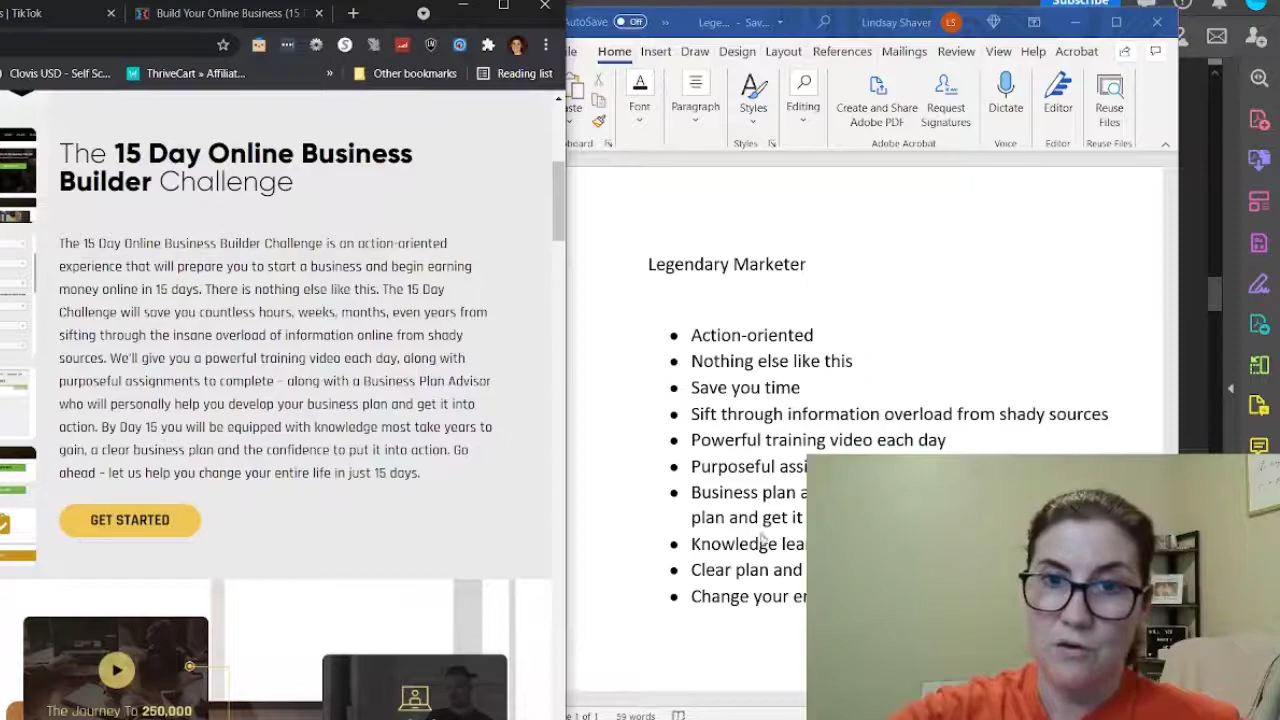 TikTok
Build Your Online Business (15
Subscribe
AutoSave Off
Lege... - Sav...
Lindsay Shaver LS
Home Insert Draw Design Layout References Mailings Review View Help Acrobat
Clovis USD - Self Sc...
ThriveCart » Affiliat...
Other bookmarks
Reading list
Font
Paragraph
Styles
Editing
Create and Share
Adobe PDF
Request
Signatures
Dictate
Editor
Reuse
Files
Styles
Adobe Acrobat
Voice
Editor
Reuse Files
The 15 Day Online Business
Builder Challenge
The 15 Day Online Business Builder Challenge is an action-oriented
experience that will prepare you to start a business and begin earning
money online in 15 days. There is nothing else like this. The 15 Day
Challenge will save you countless hours, weeks, months, even years from
sifting through the insane overload of information online from shady
sources. We'll give you a powerful training video each day, along with
purposeful assignments to complete - along with a Business Plan Advisor
who will personally help you develop your business plan and get it into
action. By Day 15 you will be equipped with knowledge most take years to
gain, a clear business plan and the confidence to put it into action. Go
ahead - let us help you change your entire life in just 15 days.
GET STARTED
The Journey To 250,000
Legendary Marketer
• Action-oriented
• Nothing else like this
• Save you time
• Sift through information overload from shady sources
• Powerful training video each day
• Purposeful assi
• Business plan a
plan and get it
• Knowledge lea
• Clear plan and
• Change your e
1 of 1
59 words